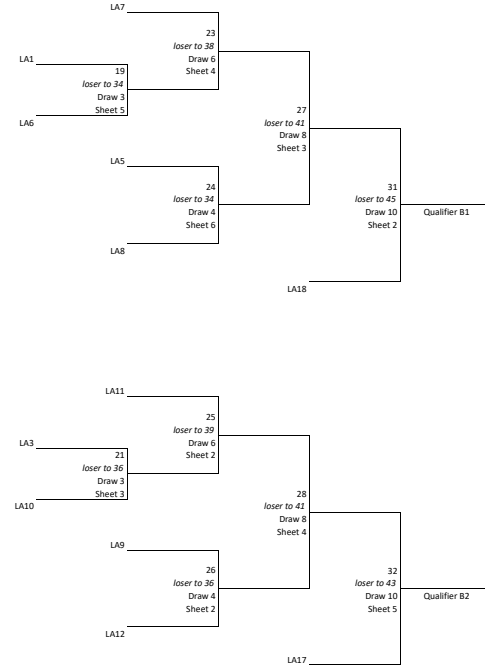 LA7
23
loser to 38
Draw 6
Sheet 4
LA1
19
loser to 34
Draw 3
Sheet 5
LA6
27
loser to 41
Draw 8
Sheet 3
LA5
24
loser to 34
Draw 4
Sheet 6
LA8
31
loser to 45
Draw 10
Sheet 2
Qualifier B1
LA18
LA11
25
loser to 39
Draw 6
Sheet 2
LA3
21
loser to 36
Draw 3
Sheet 3
LA10
28
loser to 41
Draw 8
Sheet 4
LA9
26
loser to 36
Draw 4
Sheet 2
LA12
32
loser to 43
Draw 10
Sheet 5
Qualifier B2
LA17